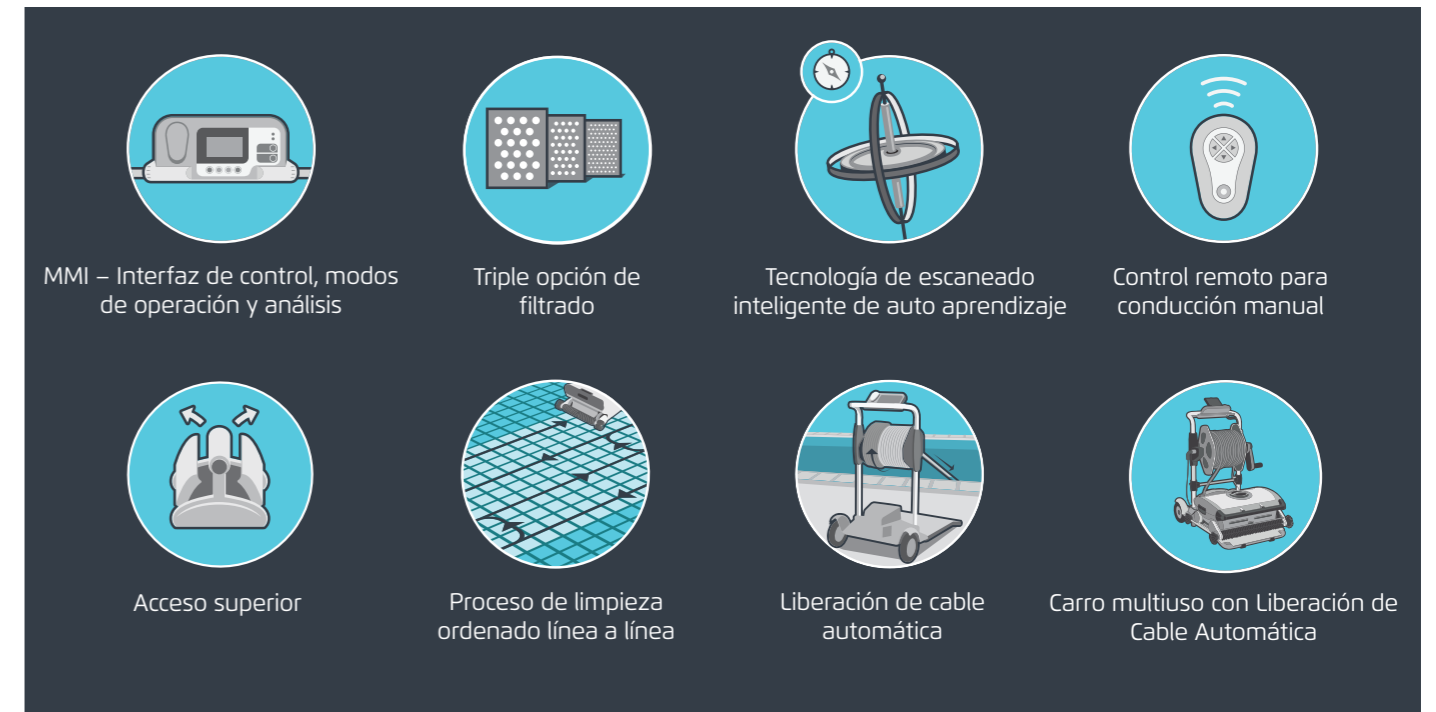 MMI – Interfaz de control, modos
de operación y análisis
Triple opción de
filtrado
Tecnología de escaneado
inteligente de auto aprendizaje
Control remoto para
conducción manual
Acceso superior
Proceso de limpieza
ordenado línea a línea
Liberación de cable
automática
Carro multiuso con Liberación de
Cable Automática